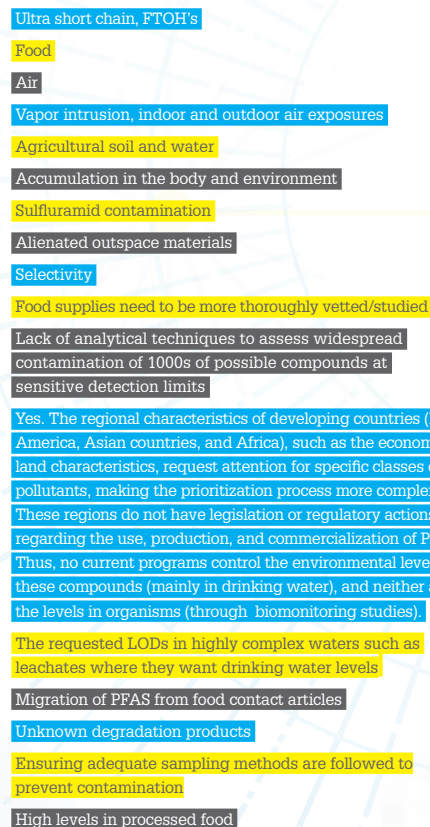 Ultra short chain, FTOH's
Food
Air
Vapor intrusion, indoor and outdoor air exposures
Agricultural soil and water
Accumulation in the body and environment
Sulfluramid contamination
Alienated outspace materials
Selectivity
Food supplies need to be more thoroughly vetted/studied
Lack of analytical techniques to assess widespread
contamination of 1000s of possible compounds at
sensitive detection limits
Yes. The regional characteristics of developing countries (
America, Asian countries, and Africa), such as the
land characteristics, request attention for specific classes
pollutants, making the prioritization process more
These regions do not have legislation or regulatory
regarding the use, production, and commercialization of
Thus, no current programs control the environmental
these compounds (mainly in drinking water), and neither
the levels in organisms (through biomonitoring studies).
The requested LODs in highly complex waters such as
leachates where they want drinking water levels
Migration of PFAS from food contact articles
Unknown degradation products
Ensuring adequate sampling methods are followed to
prevent contamination
High levels in processed food